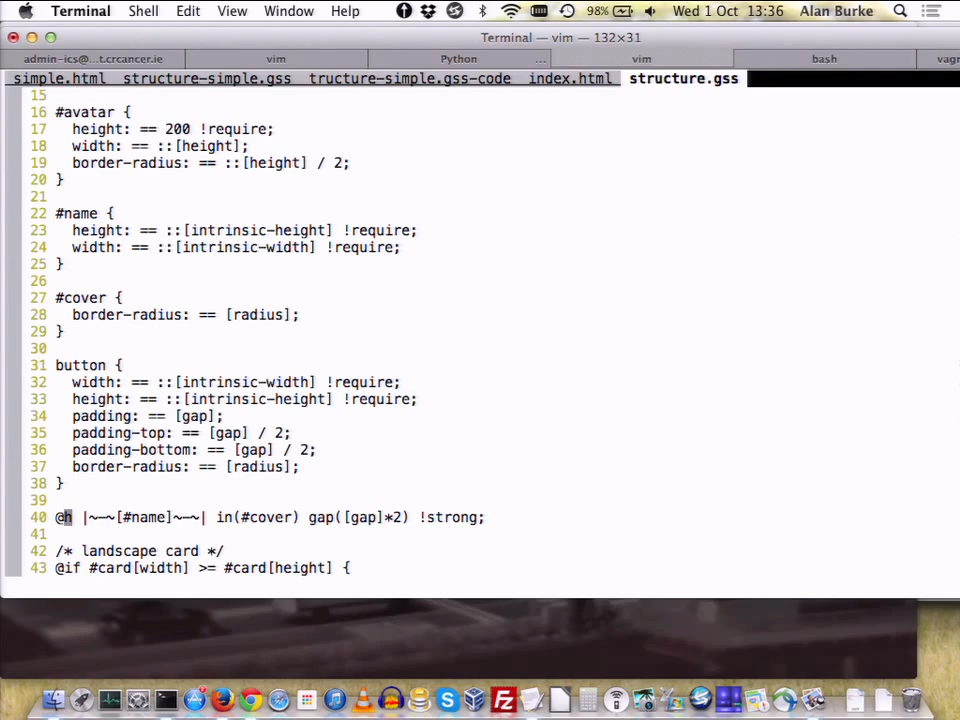 Terminal Shell Edit View Window Help 98% Wed 1 Oct 13:36 Alan Burke
Terminal — vim — 132×31
admin-ics@...t.crcancer.ie vim Python ... vim bash vagr
simple.html structure-simple.gss tructure-simple.gss-code index.html structure.gss
15
16 #avatar {
17 height: == 200 !require;
18 width: == ::[height];
19 border-radius: == ::[height] / 2;
20 }
21
22 #name {
23 height: == ::[intrinsic-height] !require;
24 width: == ::[intrinsic-width] !require;
25 }
26
27 #cover {
28 border-radius: == [radius];
29 }
30
31 button {
32 width: == ::[intrinsic-width] !require;
33 height: == ::[intrinsic-height] !require;
34 padding: == [gap];
35 padding-top: == [gap] / 2;
36 padding-bottom: == [gap] / 2;
37 border-radius: == [radius];
38 }
39
40 @h |~-~[#name]~-~| in(#cover) gap([gap]*2) !strong;
41
42 /* landscape card */
43 @if #card[width] >= #card[height] {